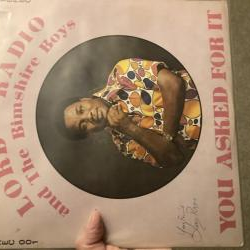 LORD RADIO
and The Bimshire Boys
YOU ASKED FOR IT